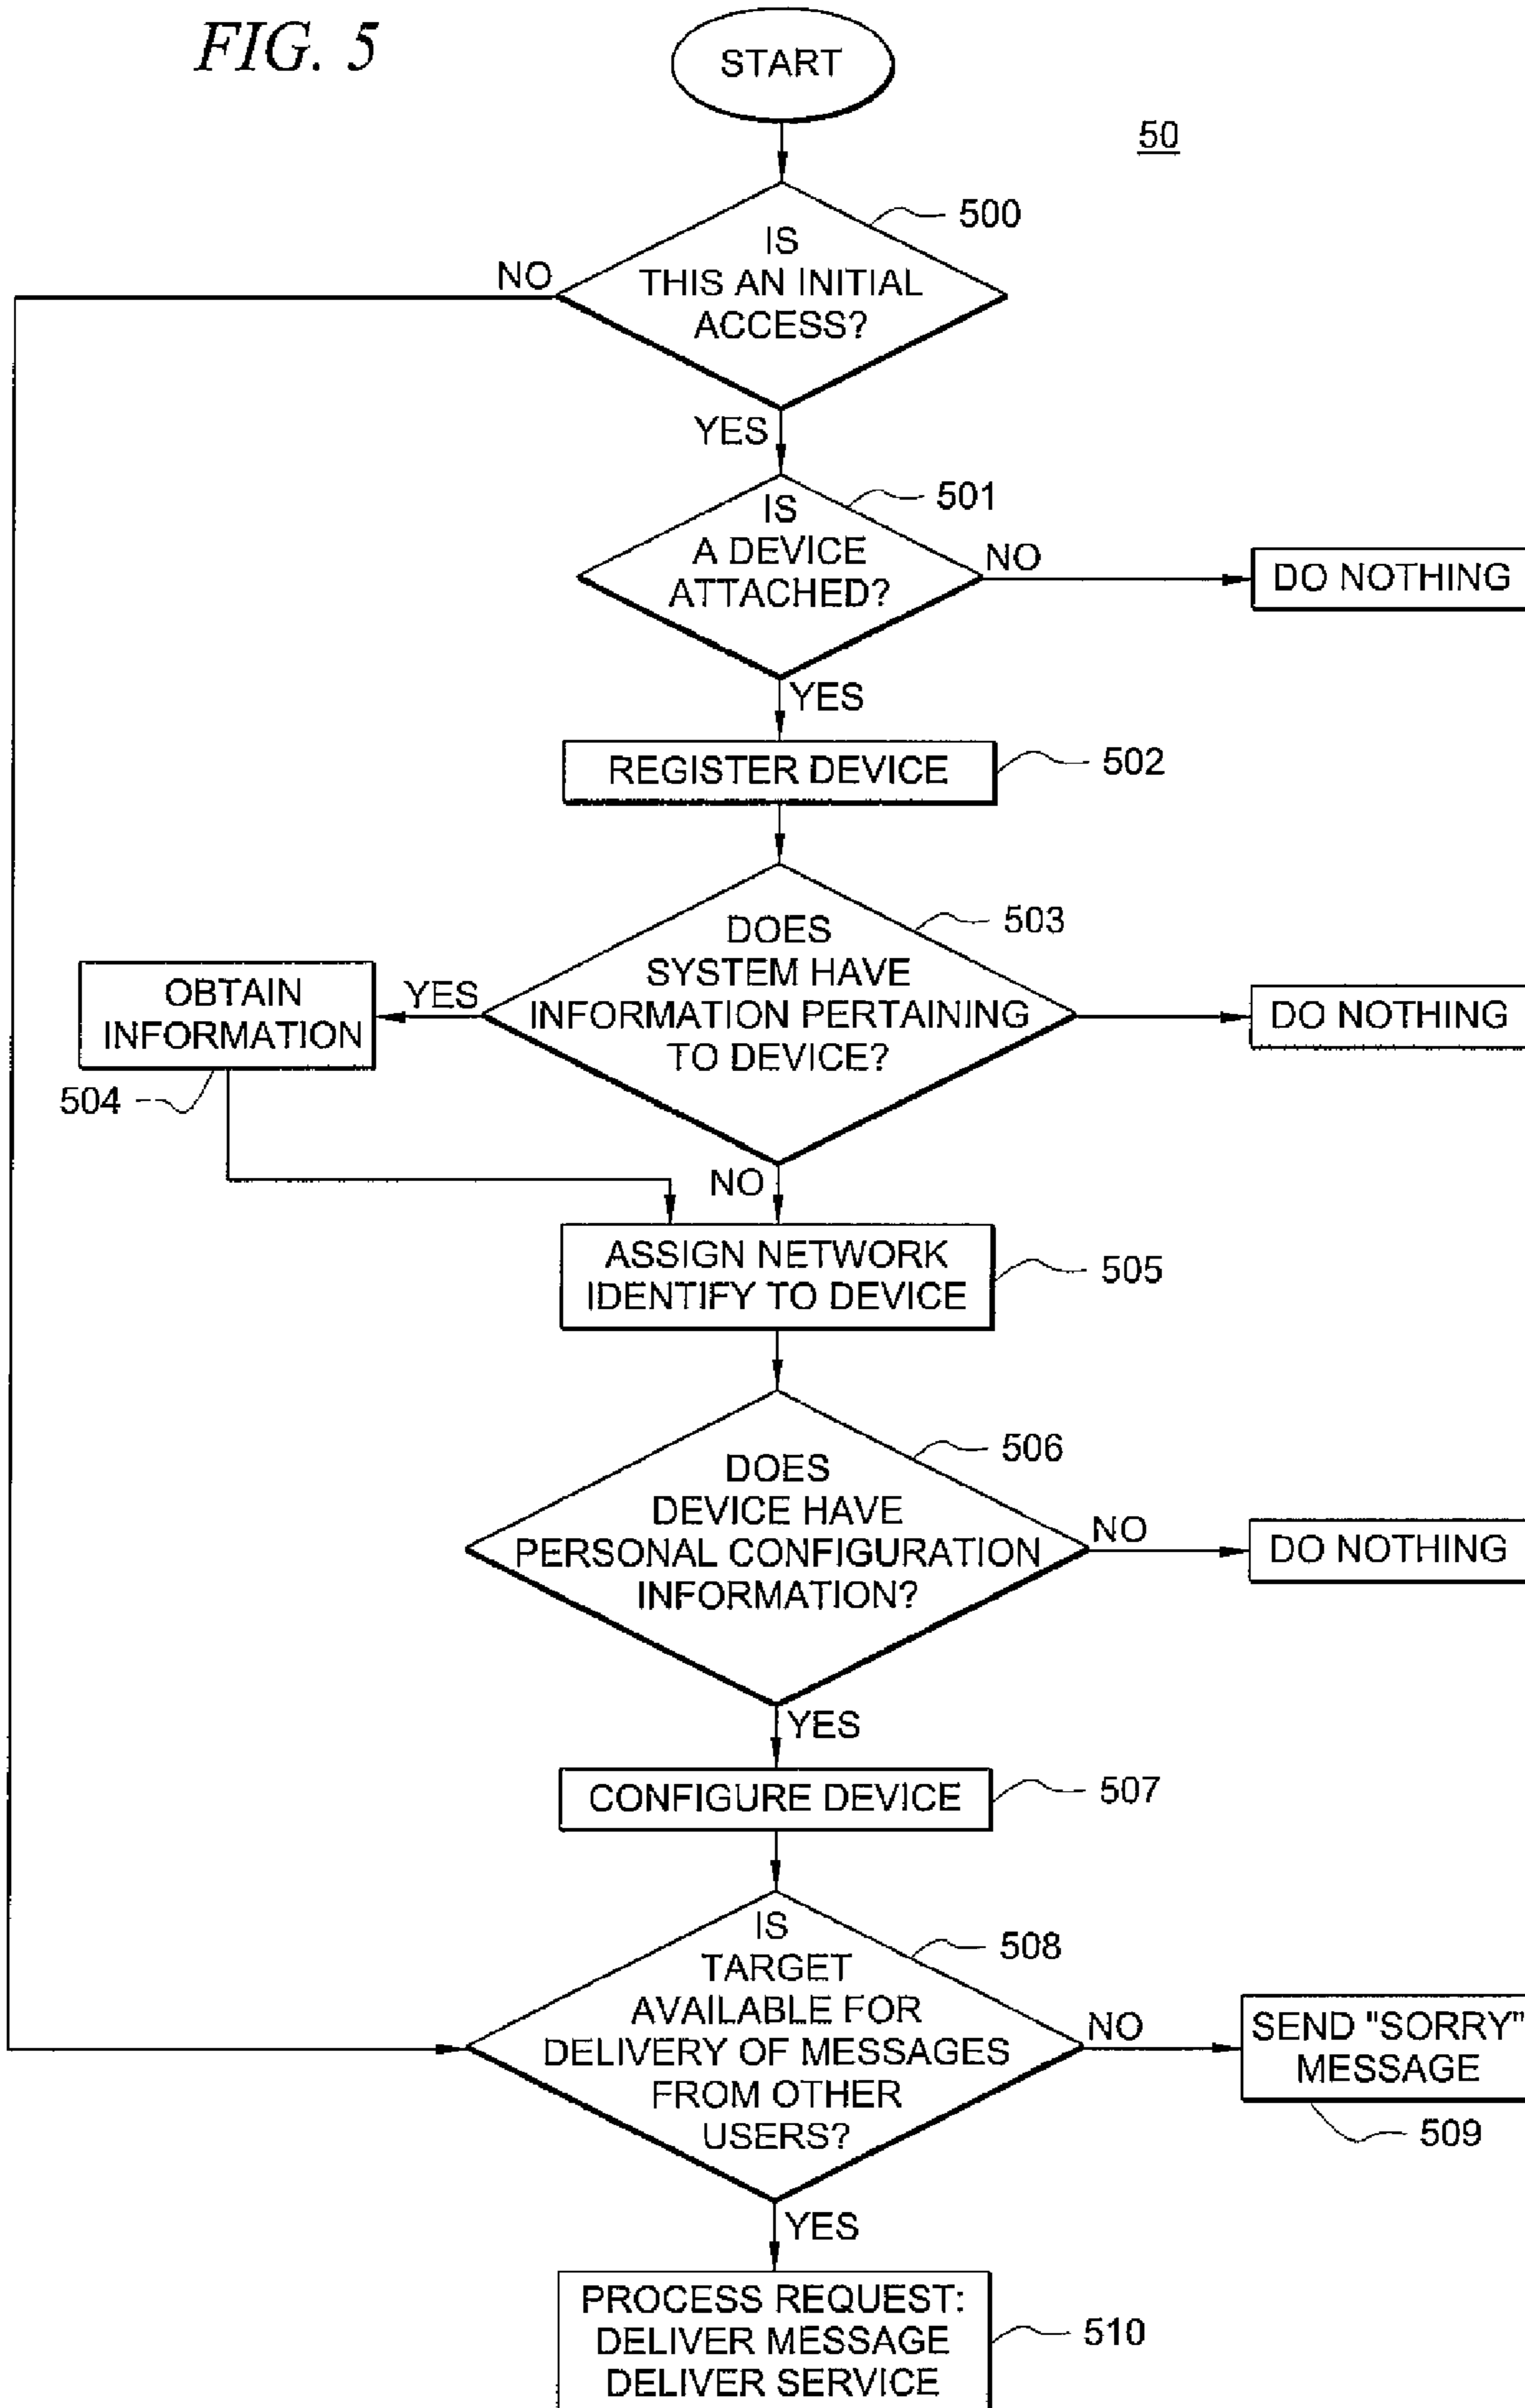 FIG. 5
START
50
500
IS
THIS AN INITIAL
ACCESS?
NO
YES
501
IS
A DEVICE
ATTACHED?
NO
DO NOTHING
YES
REGISTER DEVICE
502
503
DOES
SYSTEM HAVE
INFORMATION PERTAINING
TO DEVICE?
YES
OBTAIN
INFORMATION
504
DO NOTHING
NO
ASSIGN NETWORK
IDENTIFY TO DEVICE
505
506
DOES
DEVICE HAVE
PERSONAL CONFIGURATION
INFORMATION?
NO
DO NOTHING
YES
CONFIGURE DEVICE
507
508
IS
TARGET
AVAILABLE FOR
DELIVERY OF MESSAGES
FROM OTHER
USERS?
NO
SEND "SORRY"
MESSAGE
509
YES
PROCESS REQUEST:
DELIVER MESSAGE
DELIVER SERVICE
510